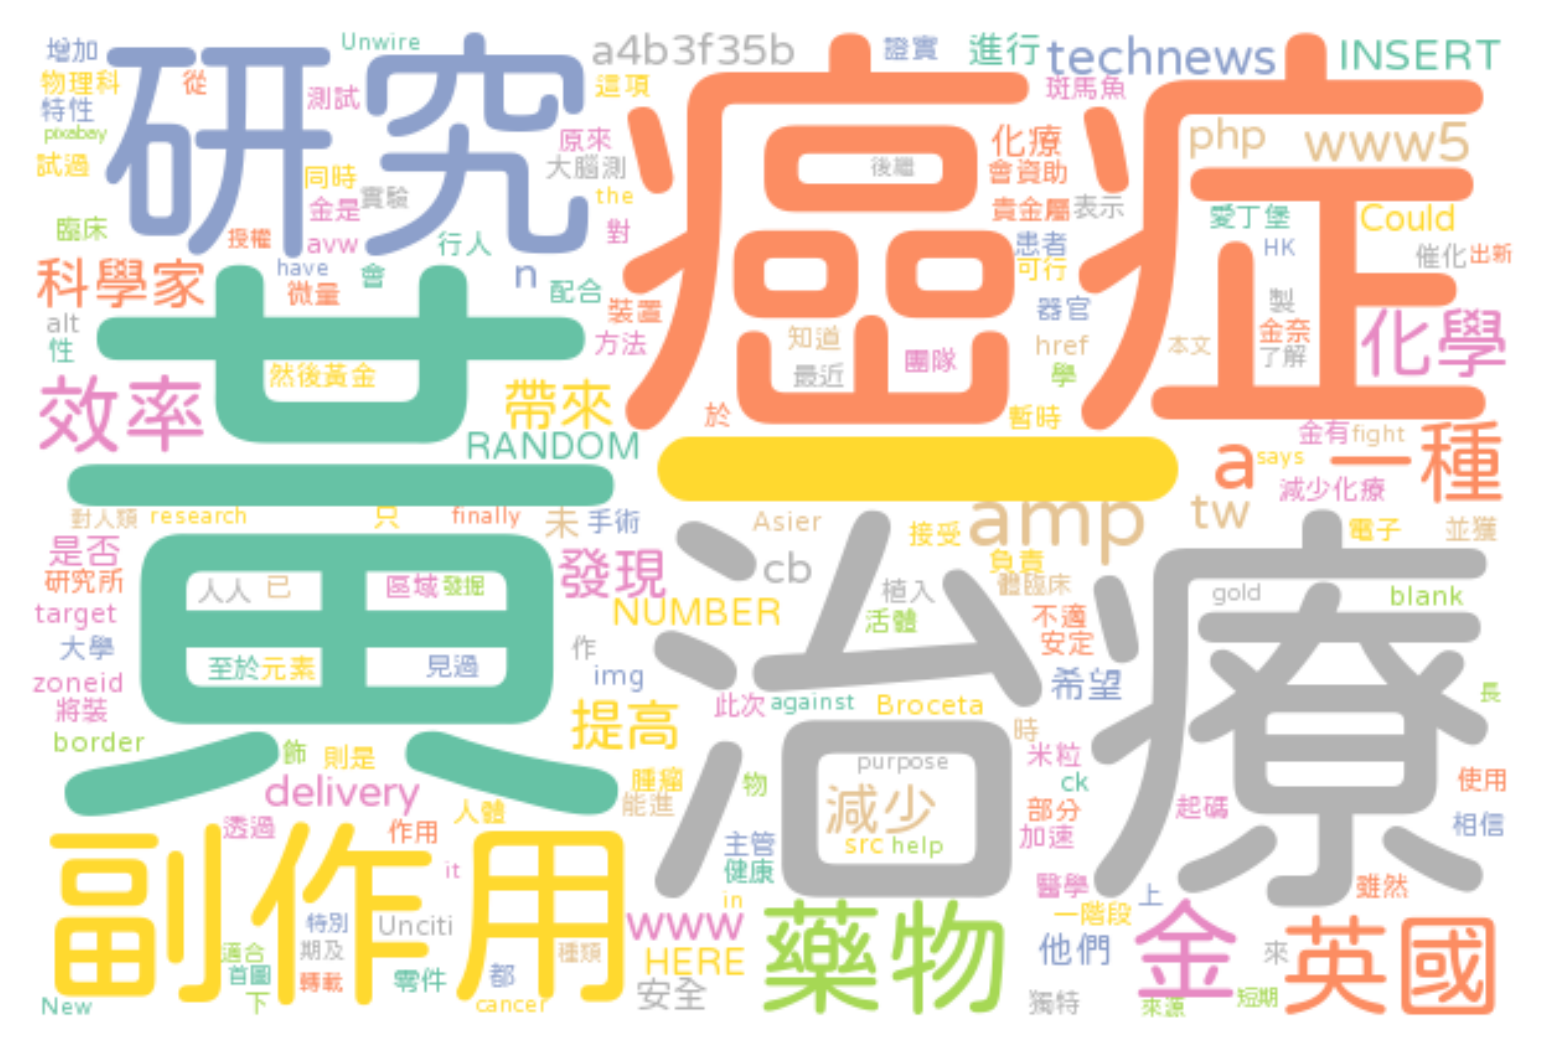 增加
Unwire
研究
a4b3f35b
癌症
證實
進行
technews
INSERT
物理科
從
測試
這項
斑馬魚
特性
pixabay
試過
原來
大腦測
化療
php
www5
同時
實驗
the
後繼
會資助
金是
貴金屬
表示
愛丁堡
Could
臨床
授權
avw
行人
對
患者
HK
催化
出新
科學家
have
微量
會
n
配合
可行
裝置
器官
製
alt
性
方法
知道
href
本文
金奈
了解
化學
然後黃金
最近
團隊
學
效率
黃
帶來
於
暫時
RANDOM
一
a
says
金有
fight
一種
減少化療
對人類
research
只
finally
未
手術
Asier
接受
amp
tw
電子
並獲
是否
研究所
發現
cb
負責
體臨床
人人
已
區域
發掘
植入
gold
blank
target
NUMBER
活體
不適
安定
大學
至於
元素
見過
作
img
治療
希望
zoneid
將裝
此次
against
Broceta
長
border
飾
則是
提高
時
米粒
purpose
delivery
腫瘤
能進
物
減少
ck
部分
加速
起碼
使用
相信
透過
作用
人體
主管
src
help
副作用
it
健康
醫學
上
雖然
in
一階段
特別
Unciti
www
藥物
金
英國
適合
期及
種類
HERE
他們
來
首圖
轉載
零件
都
安全
獨特
New
下
cancer
來源
短期